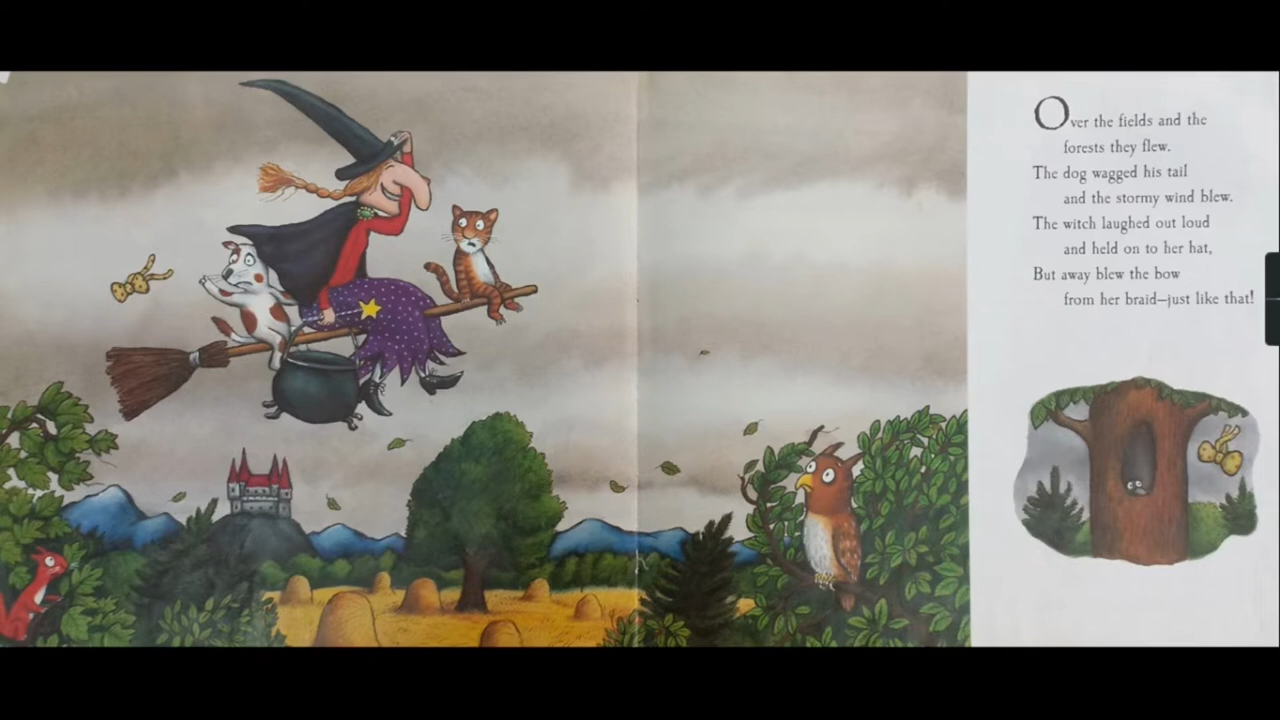 Over the fields and the
forests they flew.
The dog wagged his tail
and the stormy wind blew.
The witch laughed out loud
and held on to her hat,
But away blew the bow
from her braid—just like that!